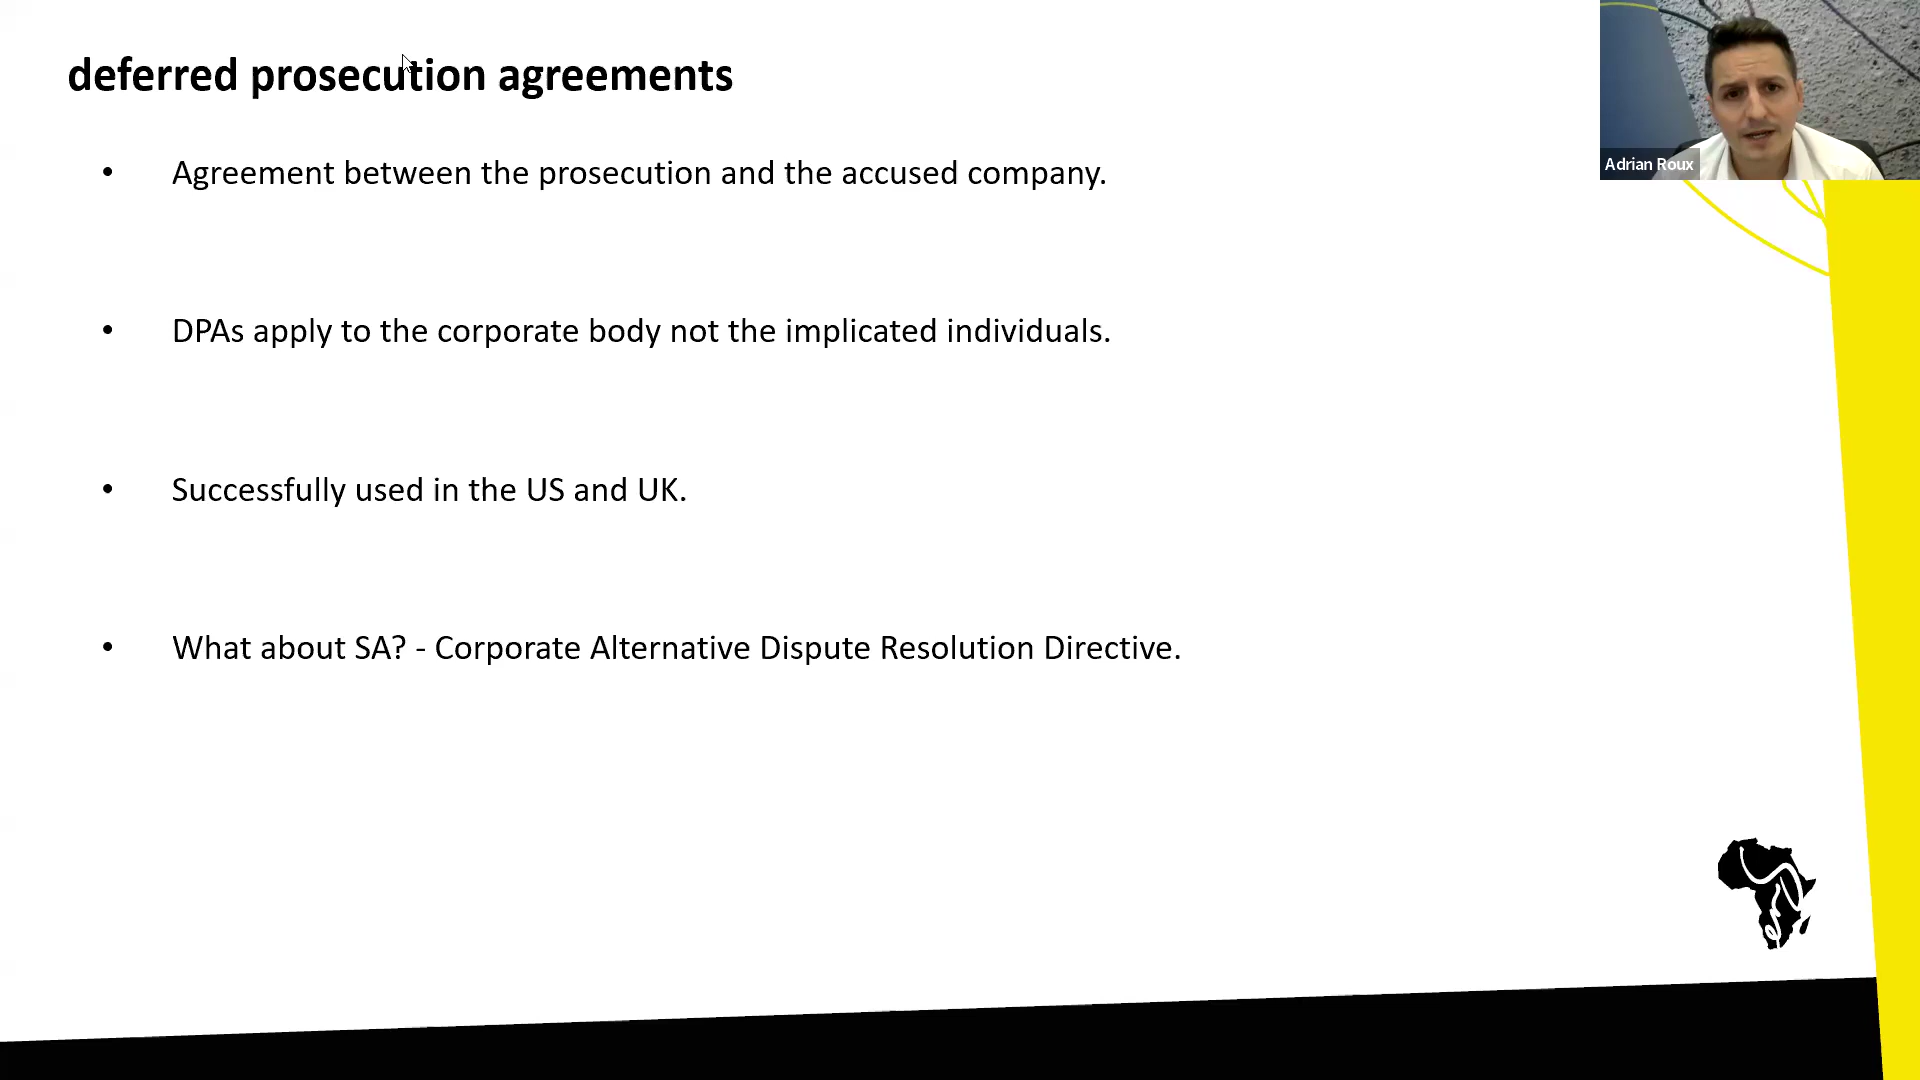 deferred prosecution agreements
Adrian Roux
• Agreement between the prosecution and the accused company.
• DPAs apply to the corporate body not the implicated individuals.
• Successfully used in the US and UK.
• What about SA? - Corporate Alternative Dispute Resolution Directive.